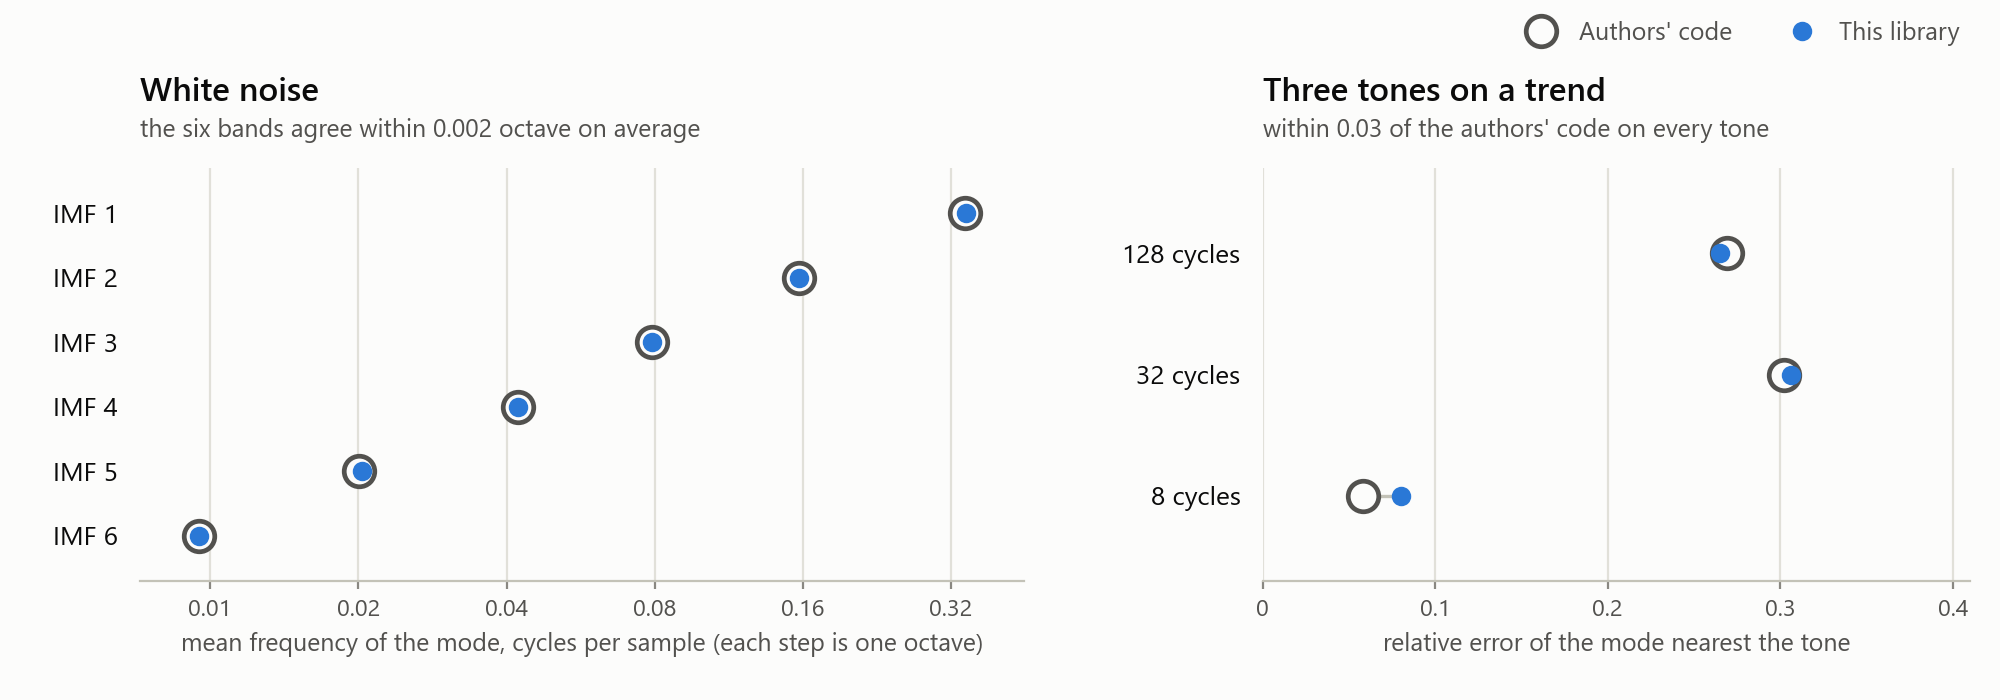 Authors' code
This library
White noise
the six bands agree within 0.002 octave on average
IMF 1
IMF 2
IMF 3
IMF 4
IMF 5
IMF 6
0.01 0.02 0.04 0.08 0.16 0.32
mean frequency of the mode, cycles per sample (each step is one octave)
Three tones on a trend
within 0.03 of the authors' code on every tone
128 cycles
32 cycles
8 cycles
0 0.1 0.2 0.3 0.4
relative error of the mode nearest the tone